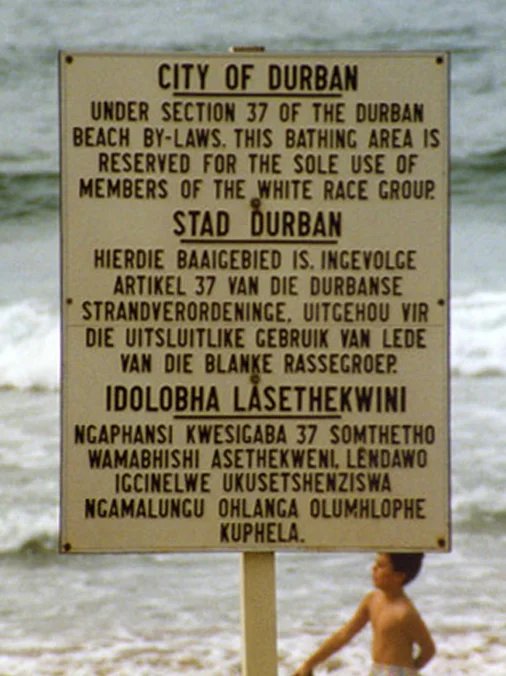 CITY OF DURBAN
UNDER SECTION 37 OF THE DURBAN
BEACH BY-LAWS. THIS BATHING AREA IS
RESERVED FOR THE SOLE USE OF
MEMBERS OF THE WHITE RACE GROUP.
STAD DURBAN
HIERDIE BAAIGEBIED IS, INGEVOLGE
ARTIKEL 37 VAN DIE DURBANSE
STRANDVERORDENINGE, UITGEHOU VIR
DIE UITSLUITLIKE GEBRUIK VAN LEDE
VAN DIE BLANKE RASSEGROEP.
IDOLOBHA LASETHEKWINI
NGAPHANSI KWESIGABA 37 SOMTHETHO
WAMABHISHI ASETHEKWENI, LENDAWO
IGCINELWE UKUSETSHENZISWA
NGAMALUNGU OHLANGA OLUMHLOPHE
KUPHELA.